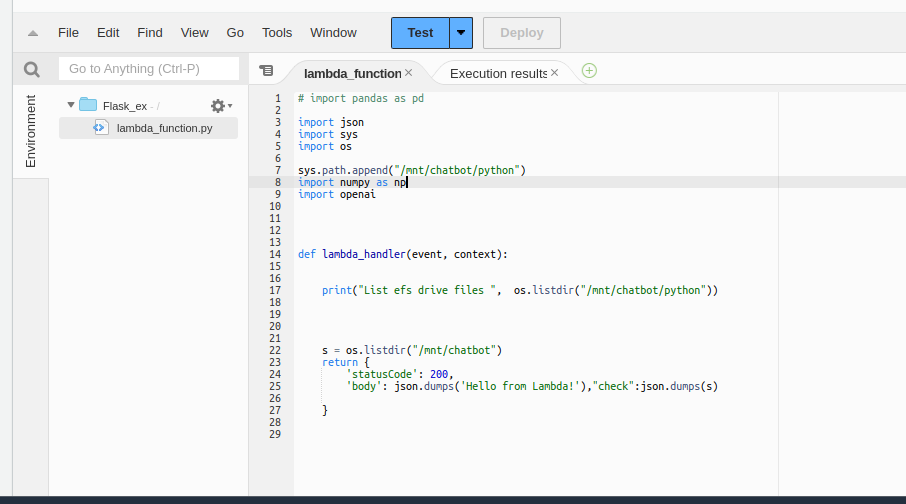 File Edit Find View Go Tools Window Test Deploy
Go to Anything (Ctrl-P)
lambda_function
Execution results
Environment
Flask_ex - /
lambda_function.py
1 # import pandas as pd
2
3 import json
4 import sys
5 import os
6
7 sys.path.append("/mnt/chatbot/python")
8 import numpy as np
9 import openai
10
11
12
13
14 def lambda_handler(event, context):
15
16
17     print("List efs drive files ",  os.listdir("/mnt/chatbot/python"))
18
19
20
21
22     s = os.listdir("/mnt/chatbot")
23     return {
24         'statusCode': 200,
25         'body': json.dumps('Hello from Lambda!'),"check":json.dumps(s)
26
27     }
28
29